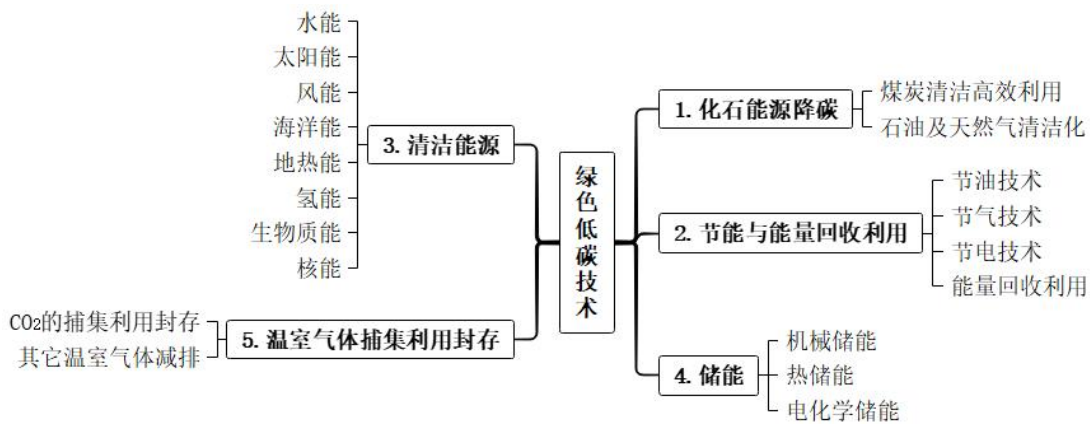 绿色低碳技术
1. 化石能源降碳
煤炭清洁高效利用
石油及天然气清洁化
2. 节能与能量回收利用
节油技术
节气技术
节电技术
能量回收利用
3. 清洁能源
水能
太阳能
风能
海洋能
地热能
氢能
生物质能
核能
4. 储能
机械储能
热储能
电化学储能
5. 温室气体捕集利用封存
CO₂的捕集利用封存
其它温室气体减排